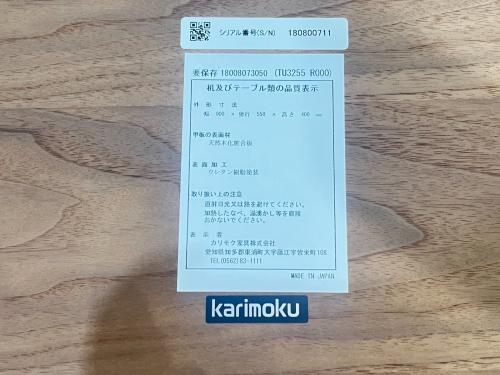 シリアル番号(S/N) 180800711
要保存 18008073050 (TU3255 R000)
机及びテーブル類の品質表示
外形寸法
幅 900 × 奥行 550 × 高さ 400 mm
甲板の表面材
天然木化粧合板
表面加工
ウレタン樹脂塗装
取り扱い上の注意
直射日光又は熱を避けてください。
加熱したなべ、湯沸かし等を直接
おかないでください。
表示者
カリモク家具株式会社
愛知県知多郡東浦町大字藤江字皆栄町108
TEL(0562)83-1111
MADE IN JAPAN
karimoku